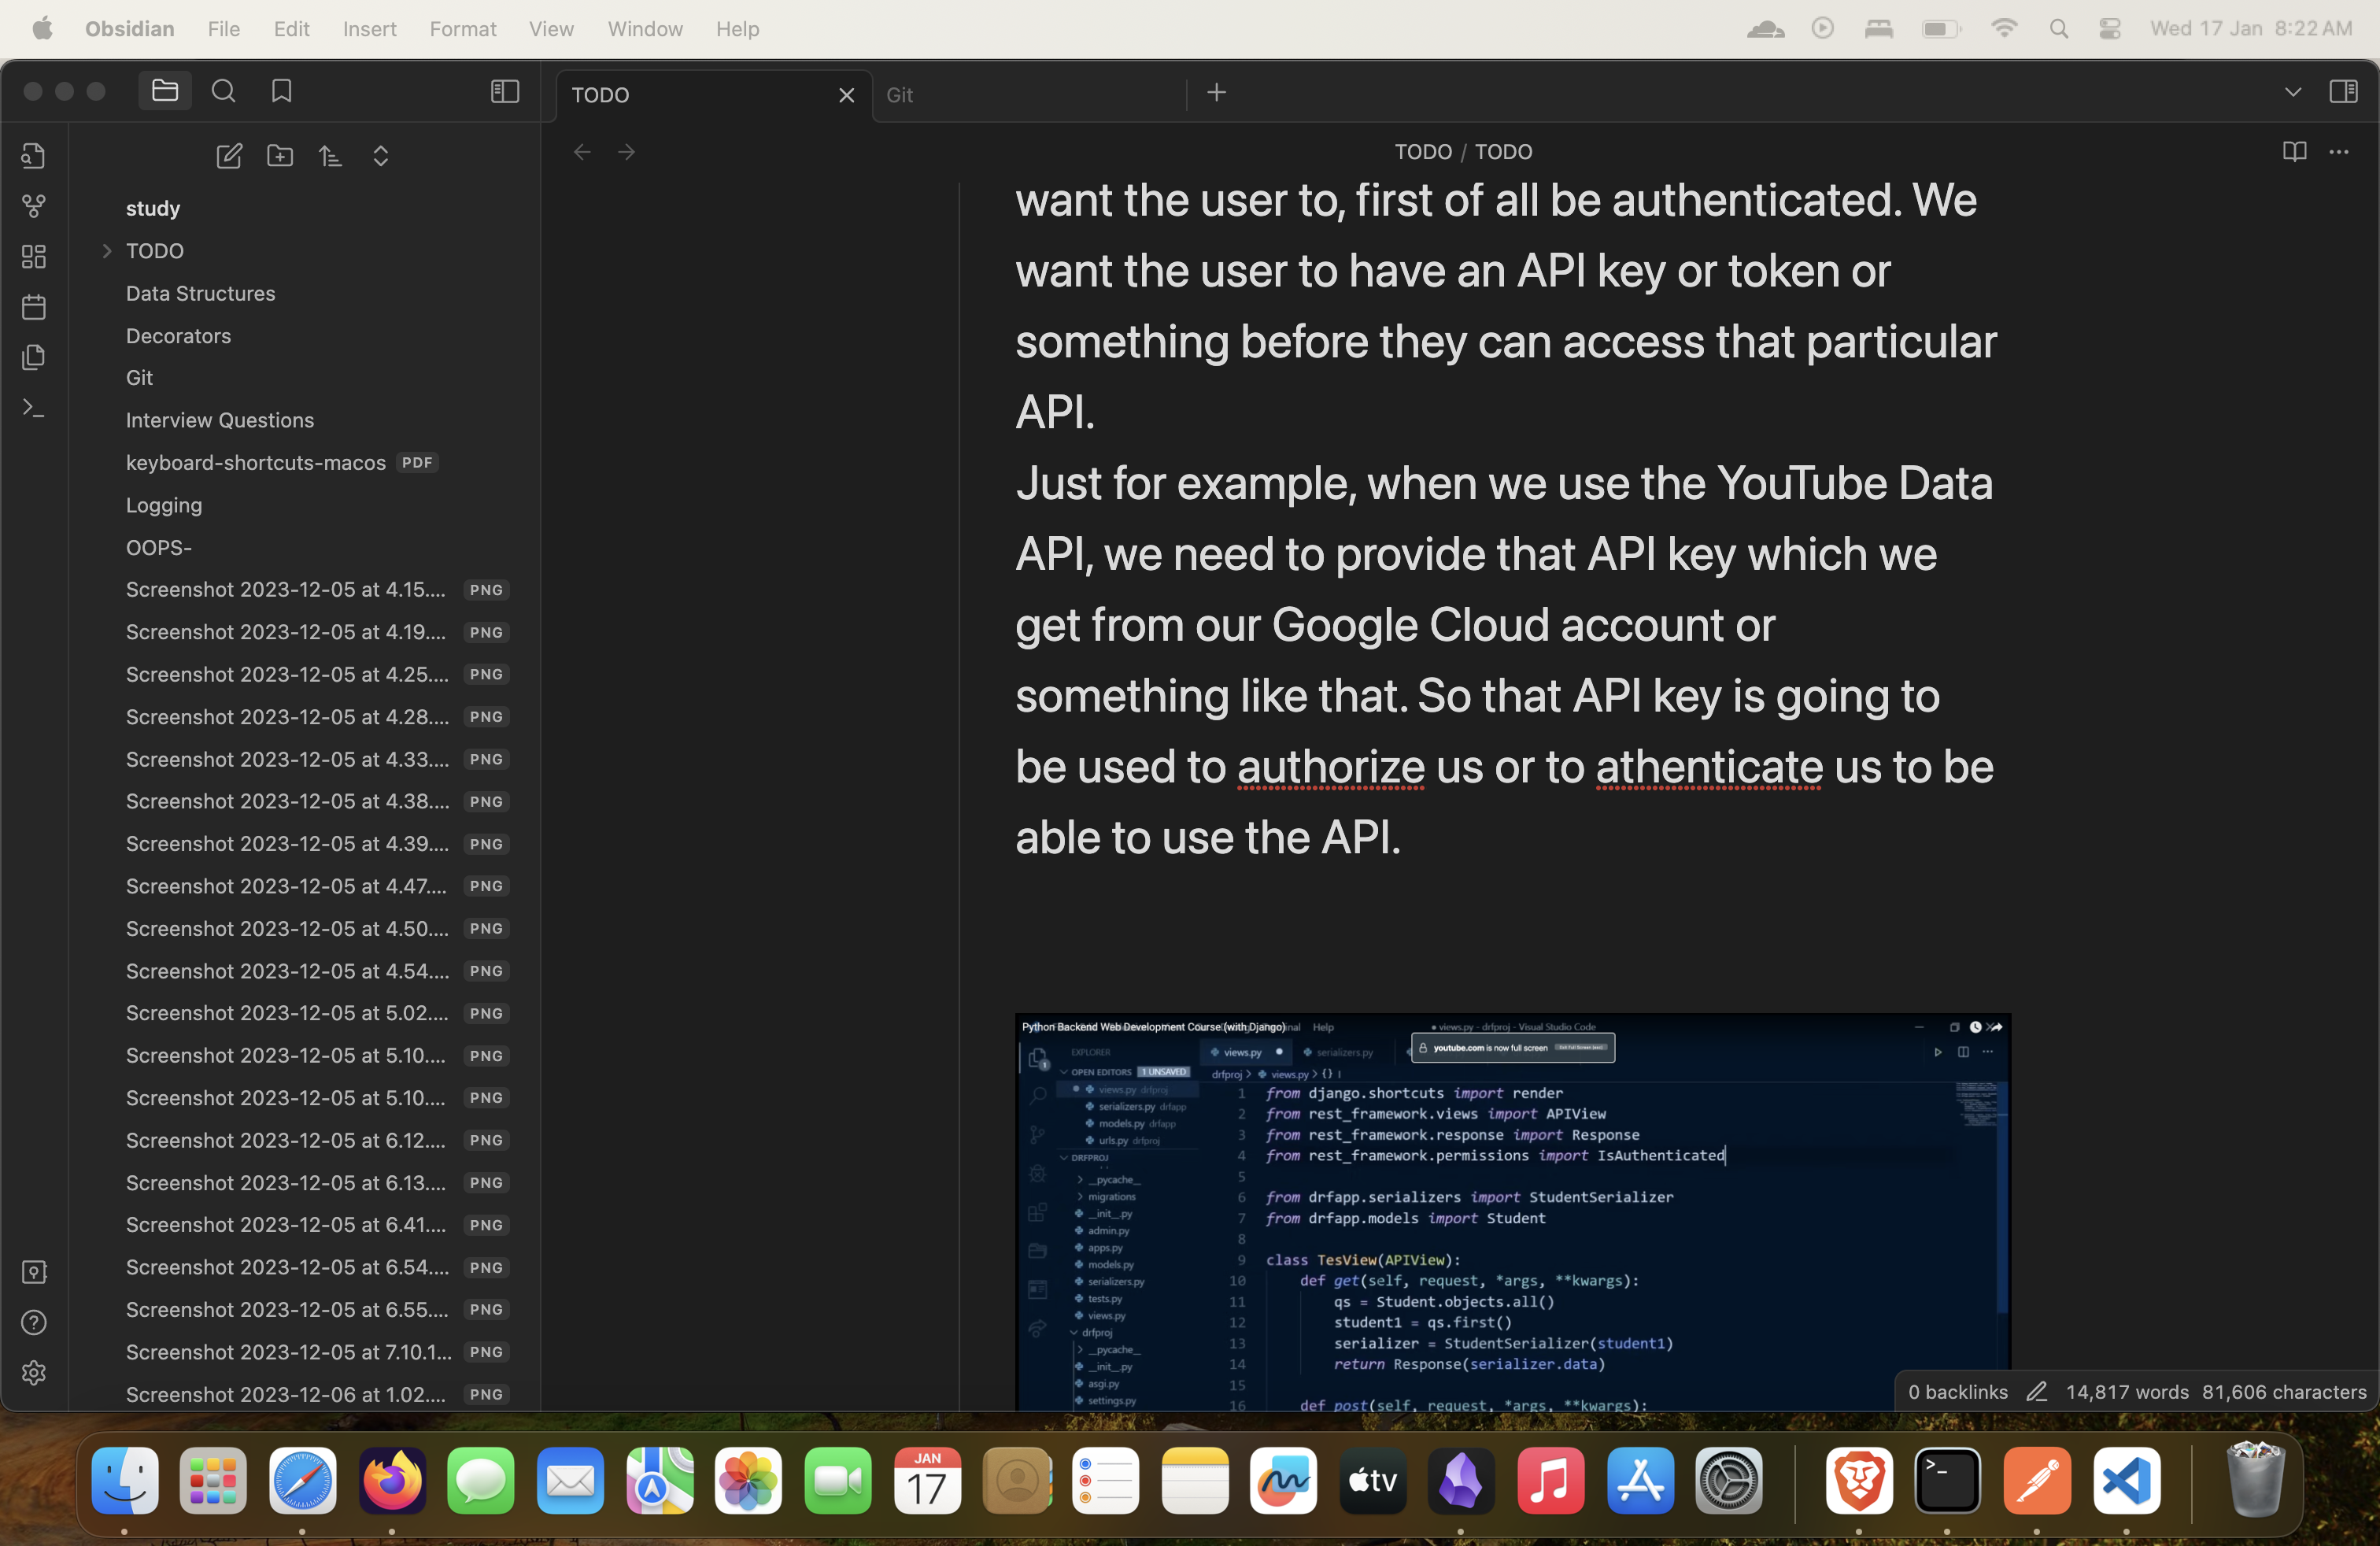 Obsidian File Edit Insert Format View Window Help Wed 17 Jan 8:22 AM
TODO Git
TODO / TODO
study
TODO
Data Structures
Decorators
Git
Interview Questions
keyboard-shortcuts-macos PDF
Logging
OOPS-
Screenshot 2023-12-05 at 4.15.... PNG
Screenshot 2023-12-05 at 4.19.... PNG
Screenshot 2023-12-05 at 4.25.... PNG
Screenshot 2023-12-05 at 4.28.... PNG
Screenshot 2023-12-05 at 4.33.... PNG
Screenshot 2023-12-05 at 4.38.... PNG
Screenshot 2023-12-05 at 4.39.... PNG
Screenshot 2023-12-05 at 4.47.... PNG
Screenshot 2023-12-05 at 4.50.... PNG
Screenshot 2023-12-05 at 4.54.... PNG
Screenshot 2023-12-05 at 5.02.... PNG
Screenshot 2023-12-05 at 5.10.... PNG
Screenshot 2023-12-05 at 5.10.... PNG
Screenshot 2023-12-05 at 6.12.... PNG
Screenshot 2023-12-05 at 6.13.... PNG
Screenshot 2023-12-05 at 6.41.... PNG
Screenshot 2023-12-05 at 6.54.... PNG
Screenshot 2023-12-05 at 6.55.... PNG
Screenshot 2023-12-05 at 7.10.1... PNG
Screenshot 2023-12-06 at 1.02.... PNG
want the user to, first of all be authenticated. We
want the user to have an API key or token or
something before they can access that particular
API.
Just for example, when we use the YouTube Data
API, we need to provide that API key which we
get from our Google Cloud account or
something like that. So that API key is going to
be used to authorize us or to athenticate us to be
able to use the API.
Python Backend Web Development Course (with Django) Help views.py - drfproj - Visual Studio Code
youtube.com is now full screen
EXPLORER
OPEN EDITORS 1 UNSAVED
views.py drfproj
serializers.py drfapp
models.py drfapp
urls.py drfproj
DRFPROJ
__pycache__
migrations
__init__.py
admin.py
apps.py
models.py
serializers.py
tests.py
views.py
drfproj
__pycache__
__init__.py
asgi.py
settings.py
views.py serializers.py
drfproj > views.py > {}
1 from django.shortcuts import render
2 from rest_framework.views import APIView
3 from rest_framework.response import Response
4 from rest_framework.permissions import IsAuthenticated
5
6 from drfapp.serializers import StudentSerializer
7 from drfapp.models import Student
8
9 class TesView(APIView):
10 def get(self, request, *args, **kwargs):
11 qs = Student.objects.all()
12 student1 = qs.first()
13 serializer = StudentSerializer(student1)
14 return Response(serializer.data)
15
16 def post(self, request, *args, **kwargs):
0 backlinks 14,817 words 81,606 characters
JAN
17
tv